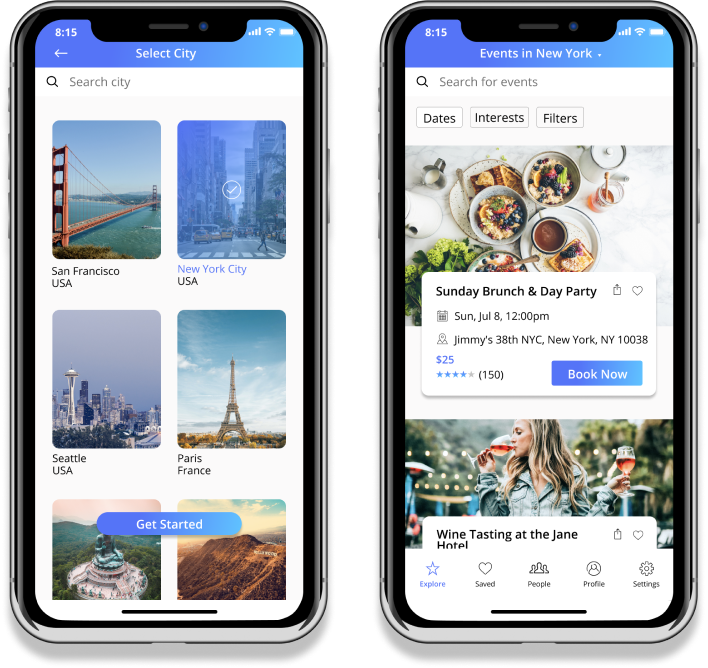 8:15
Select City
Search city
San Francisco
USA
New York City
USA
Seattle
USA
Paris
France
Get Started
HOLLYWOOD
8:15
Events in New York
Search for events
Dates
Interests
Filters
Sunday Brunch & Day Party
Sun, Jul 8, 12:00pm
Jimmy's 38th NYC, New York, NY 10038
$25
(150)
Book Now
Wine Tasting at the Jane
Hotel
Explore
Saved
People
Profile
Settings